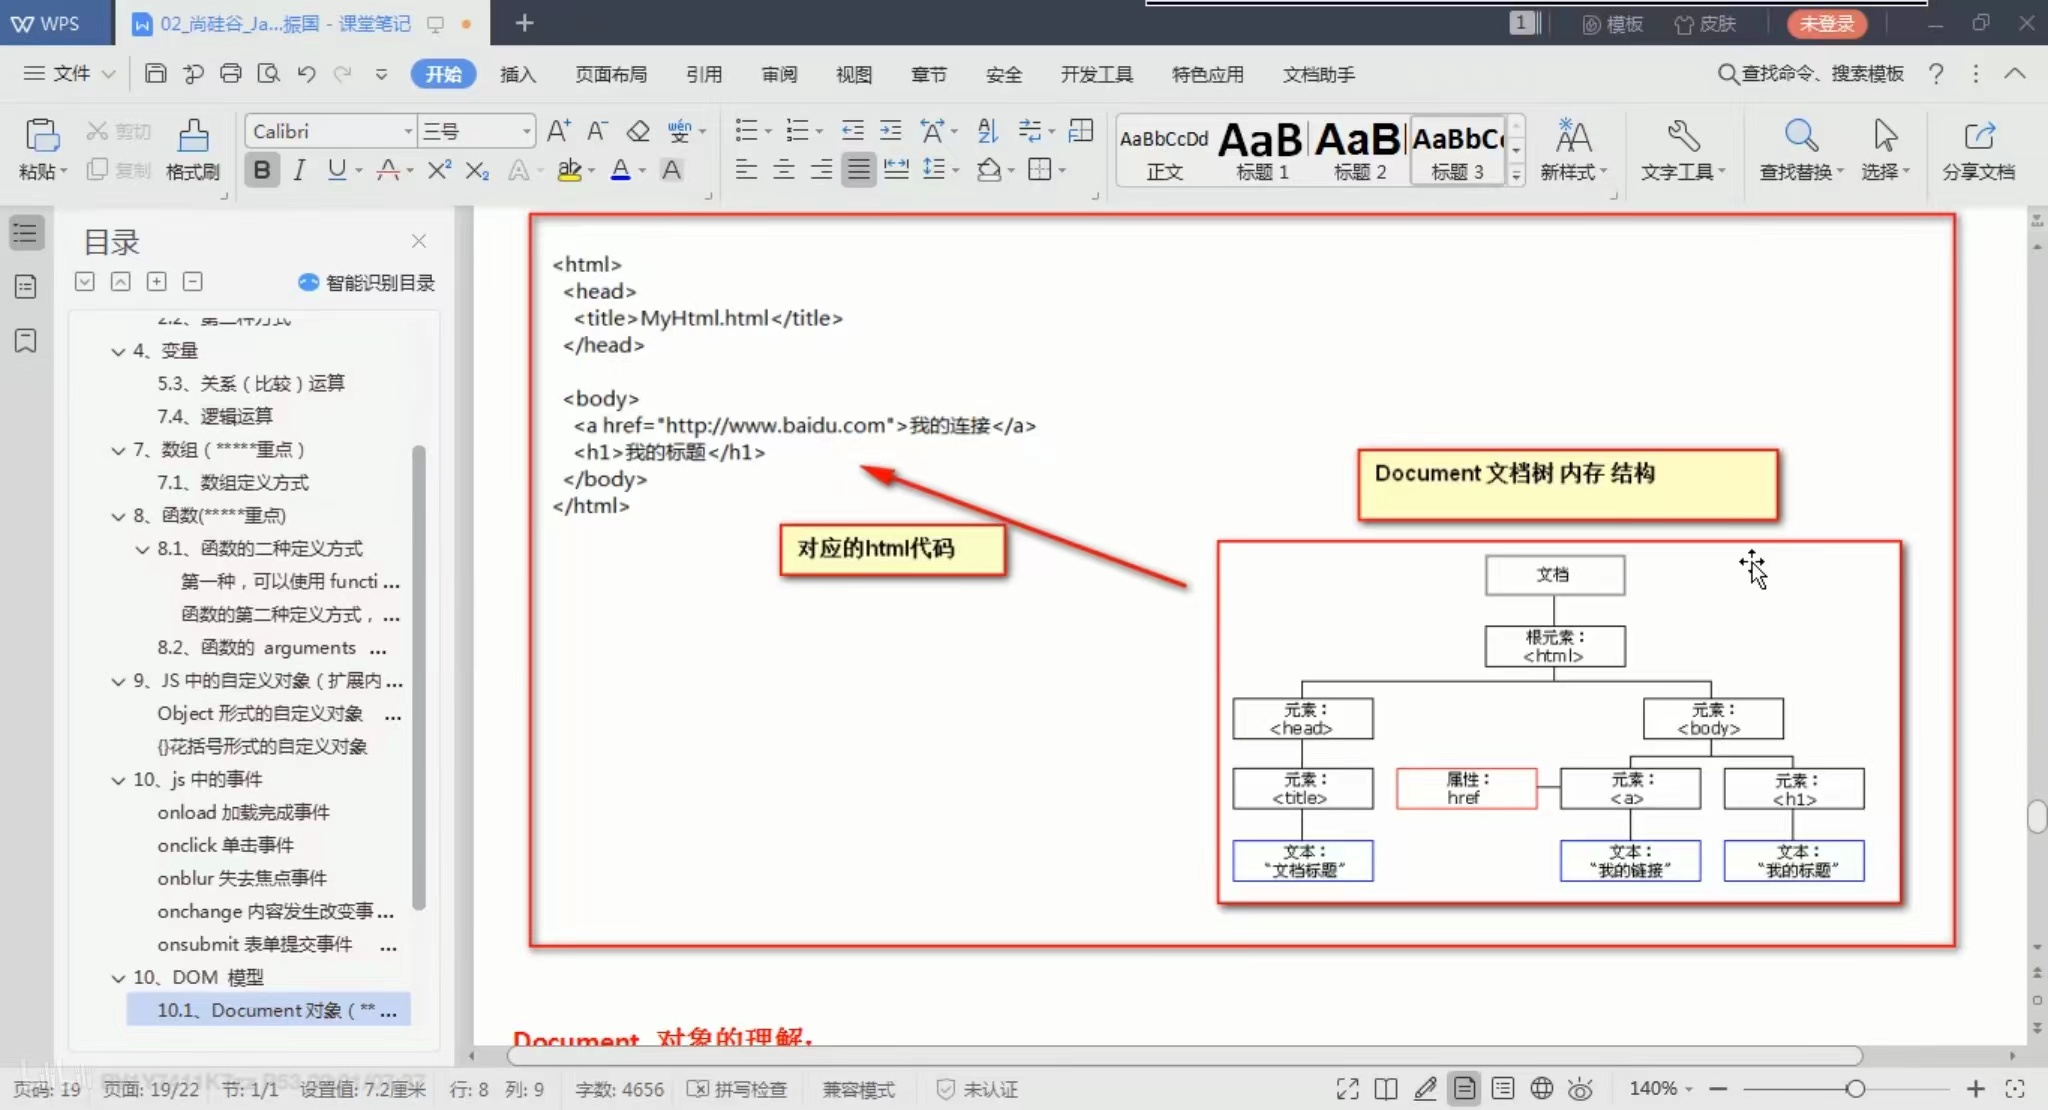 WPS
02_尚硅谷_Ja...振国 - 课堂笔记
1
模板
皮肤
未登录
文件
开始
插入
页面布局
引用
审阅
视图
章节
安全
开发工具
特色应用
文档助手
查找命令、搜索模板
粘贴
剪切
复制
格式刷
Calibri
三号
AaBbCcDd
正文
AaB
标题 1
AaB
标题 2
AaBbC
标题 3
新样式
文字工具
查找替换
选择
分享文档
目录
智能识别目录
4、变量
5.3、关系（比较）运算
7.4、逻辑运算
7、数组（*****重点）
7.1、数组定义方式
8、函数(*****重点)
8.1、函数的二种定义方式
第一种，可以使用 functi ...
函数的第二种定义方式， ...
8.2、函数的 arguments ...
9、JS 中的自定义对象（扩展内 ...
Object 形式的自定义对象 ...
{}花括号形式的自定义对象
10、js 中的事件
onload 加载完成事件
onclick 单击事件
onblur 失去焦点事件
onchange 内容发生改变事 ...
onsubmit 表单提交事件 ...
10、DOM 模型
10.1、Document 对象（** ...
<html>
<head>
<title>MyHtml.html</title>
</head>
<body>
<a href="http://www.baidu.com">我的连接</a>
<h1>我的标题</h1>
</body>
</html>
对应的html代码
Document 文档树 内存 结构
文档
根元素：
<html>
元素：
<head>
元素：
<body>
元素：
<title>
属性：
href
元素：
<a>
元素：
<h1>
文本：
“文档标题”
文本：
“我的链接”
文本：
“我的标题”
Document 对象的理解：
页码: 19
页面: 19/22
节: 1/1
设置值: 7.2厘米
行: 8
列: 9
字数: 4656
拼写检查
兼容模式
未认证
140%